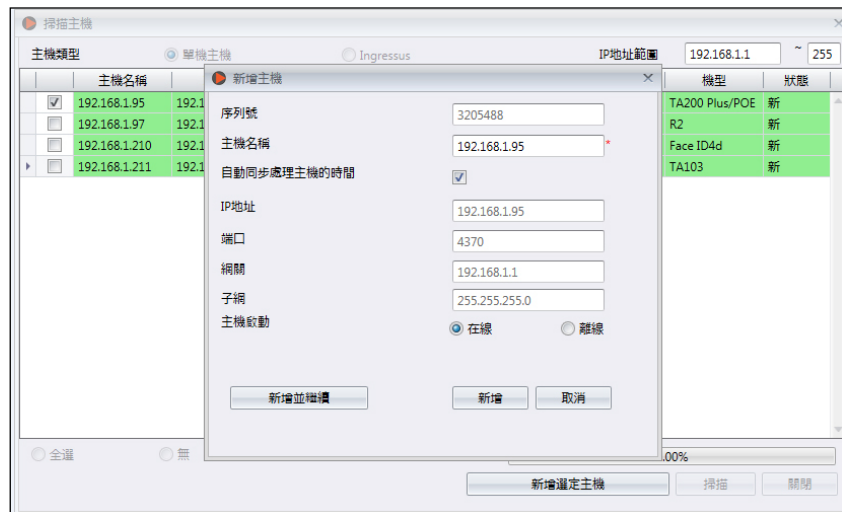 掃描主機
主機類型 單機主機 Ingressus IP地址範圍 192.168.1.1 ~ 255
主機名稱 機型 狀態
192.168.1.95 192.1 TA200 Plus/POE 新
192.168.1.97 192.1 R2 新
192.168.1.210 192.1 Face ID4d 新
192.168.1.211 192.1 TA103 新
新增主機
序列號 3205488
主機名稱 192.168.1.95 *
自動同步處理主機的時間
IP地址 192.168.1.95
端口 4370
網關 192.168.1.1
子網 255.255.255.0
主機啟動 在線 離線
新增並繼續 新增 取消
全選 無 .00%
新增選定主機 掃描 關閉